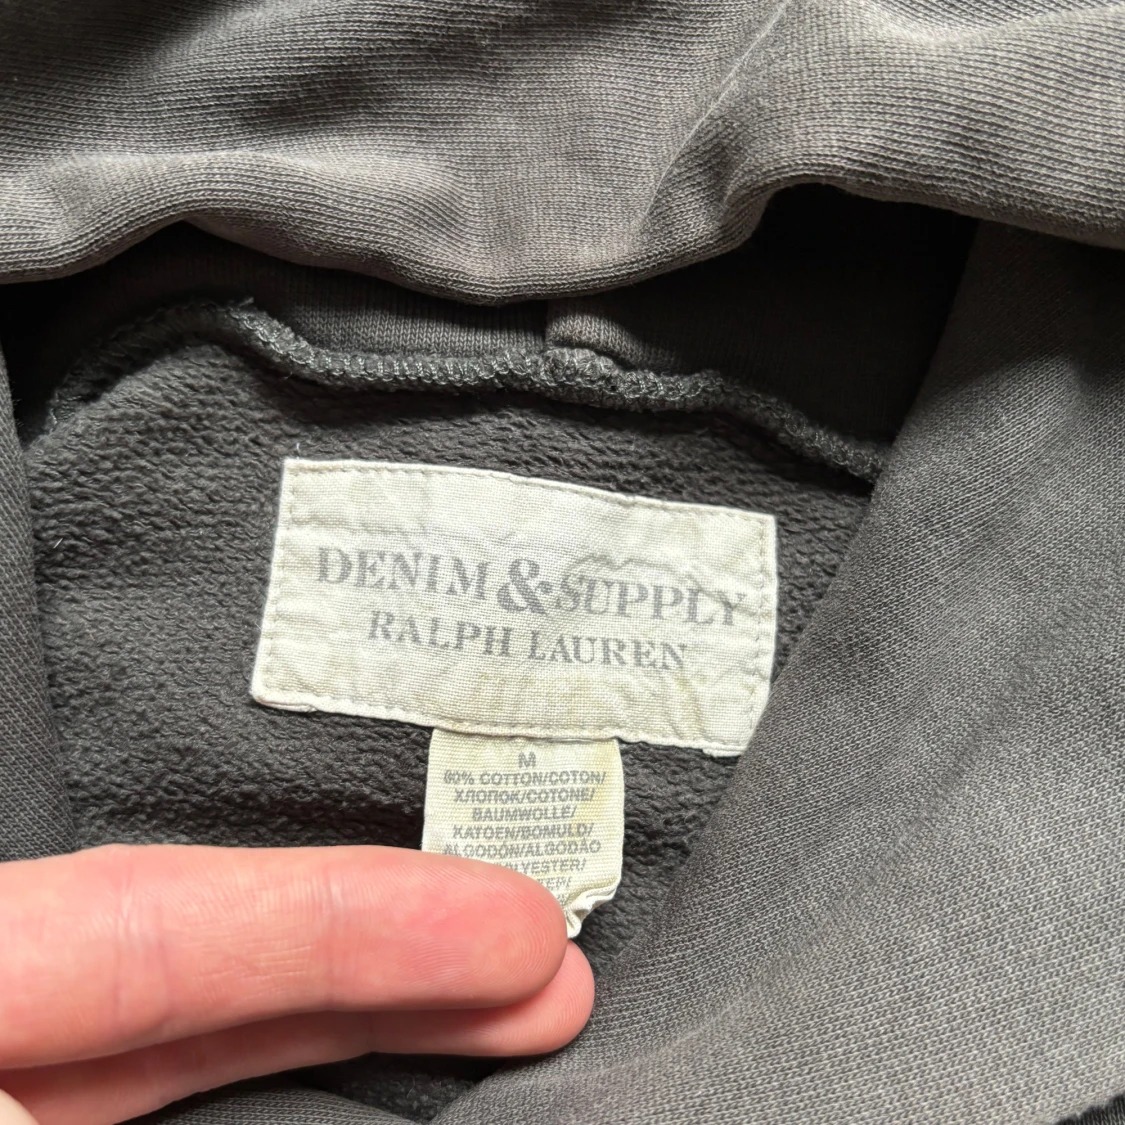 DENIM & SUPPLY
RALPH LAUREN
M
60% COTTON/COTON/
ХЛОПОК/COTONE/
BAUMWOLLE/
KATOEN/BOMULD/
ALGODÓN/ALGODÃO